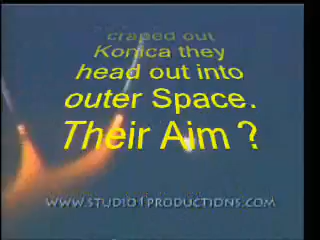 craped out
Konica they
head out into
outer Space.
Their Aim ?
WWW.STUDIO1PRODUCTIONS.COM